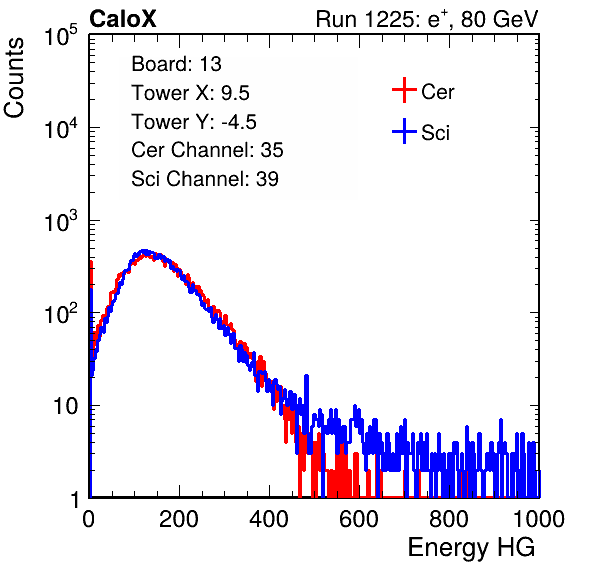 CaloX Run 1225: e⁺, 80 GeV
Counts
Board: 13
Tower X: 9.5
Tower Y: -4.5
Cer Channel: 35
Sci Channel: 39
Cer
Sci
10⁵
10⁴
10³
10²
10
1
0 200 400 600 800 1000
Energy HG